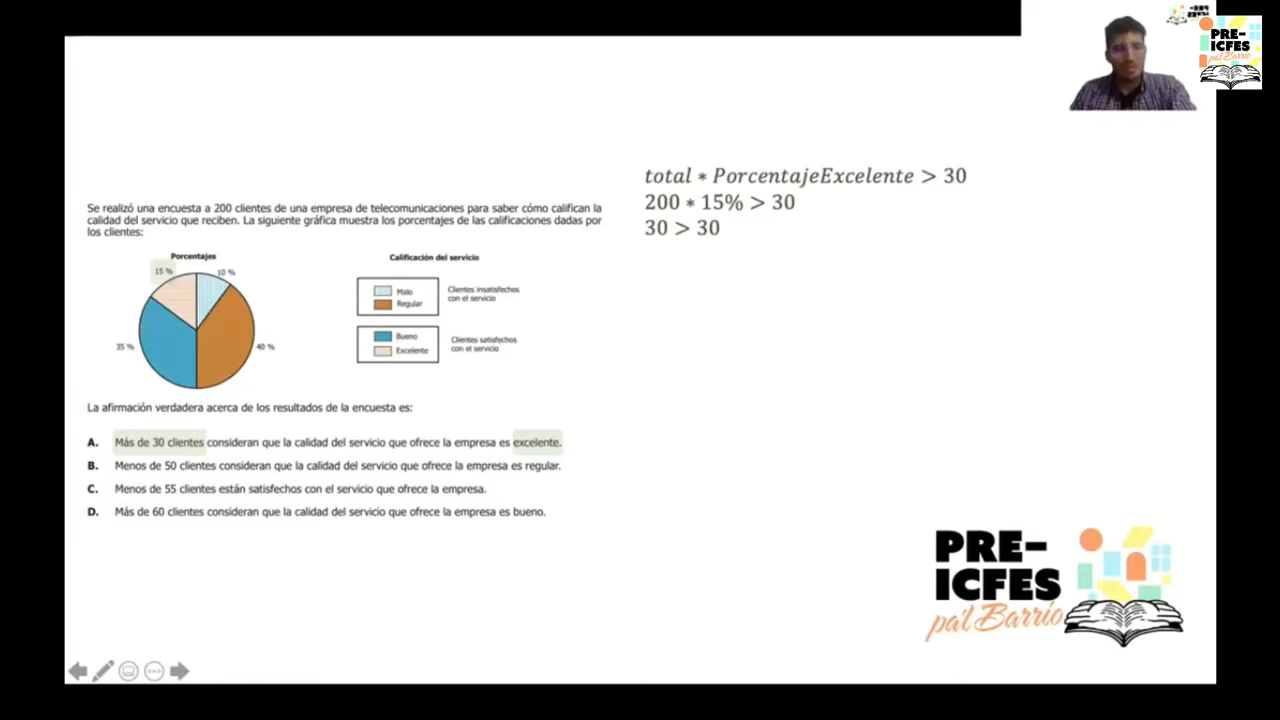 PRE-
ICFES
pa'l Barrio
total ∗ PorcentajeExcelente > 30
200 ∗ 15% > 30
30 > 30
Se realizó una encuesta a 200 clientes de una empresa de telecomunicaciones para saber cómo califican la
calidad del servicio que reciben. La siguiente gráfica muestra los porcentajes de las calificaciones dadas por
los clientes:
Porcentajes
15 %
10 %
35 %
40 %
Calificación del servicio
Malo
Regular
Clientes insatisfechos
con el servicio
Bueno
Excelente
Clientes satisfechos
con el servicio
La afirmación verdadera acerca de los resultados de la encuesta es:
A. Más de 30 clientes consideran que la calidad del servicio que ofrece la empresa es excelente.
B. Menos de 50 clientes consideran que la calidad del servicio que ofrece la empresa es regular.
C. Menos de 55 clientes están satisfechos con el servicio que ofrece la empresa.
D. Más de 60 clientes consideran que la calidad del servicio que ofrece la empresa es bueno.
PRE-
ICFES
pa'l Barrio